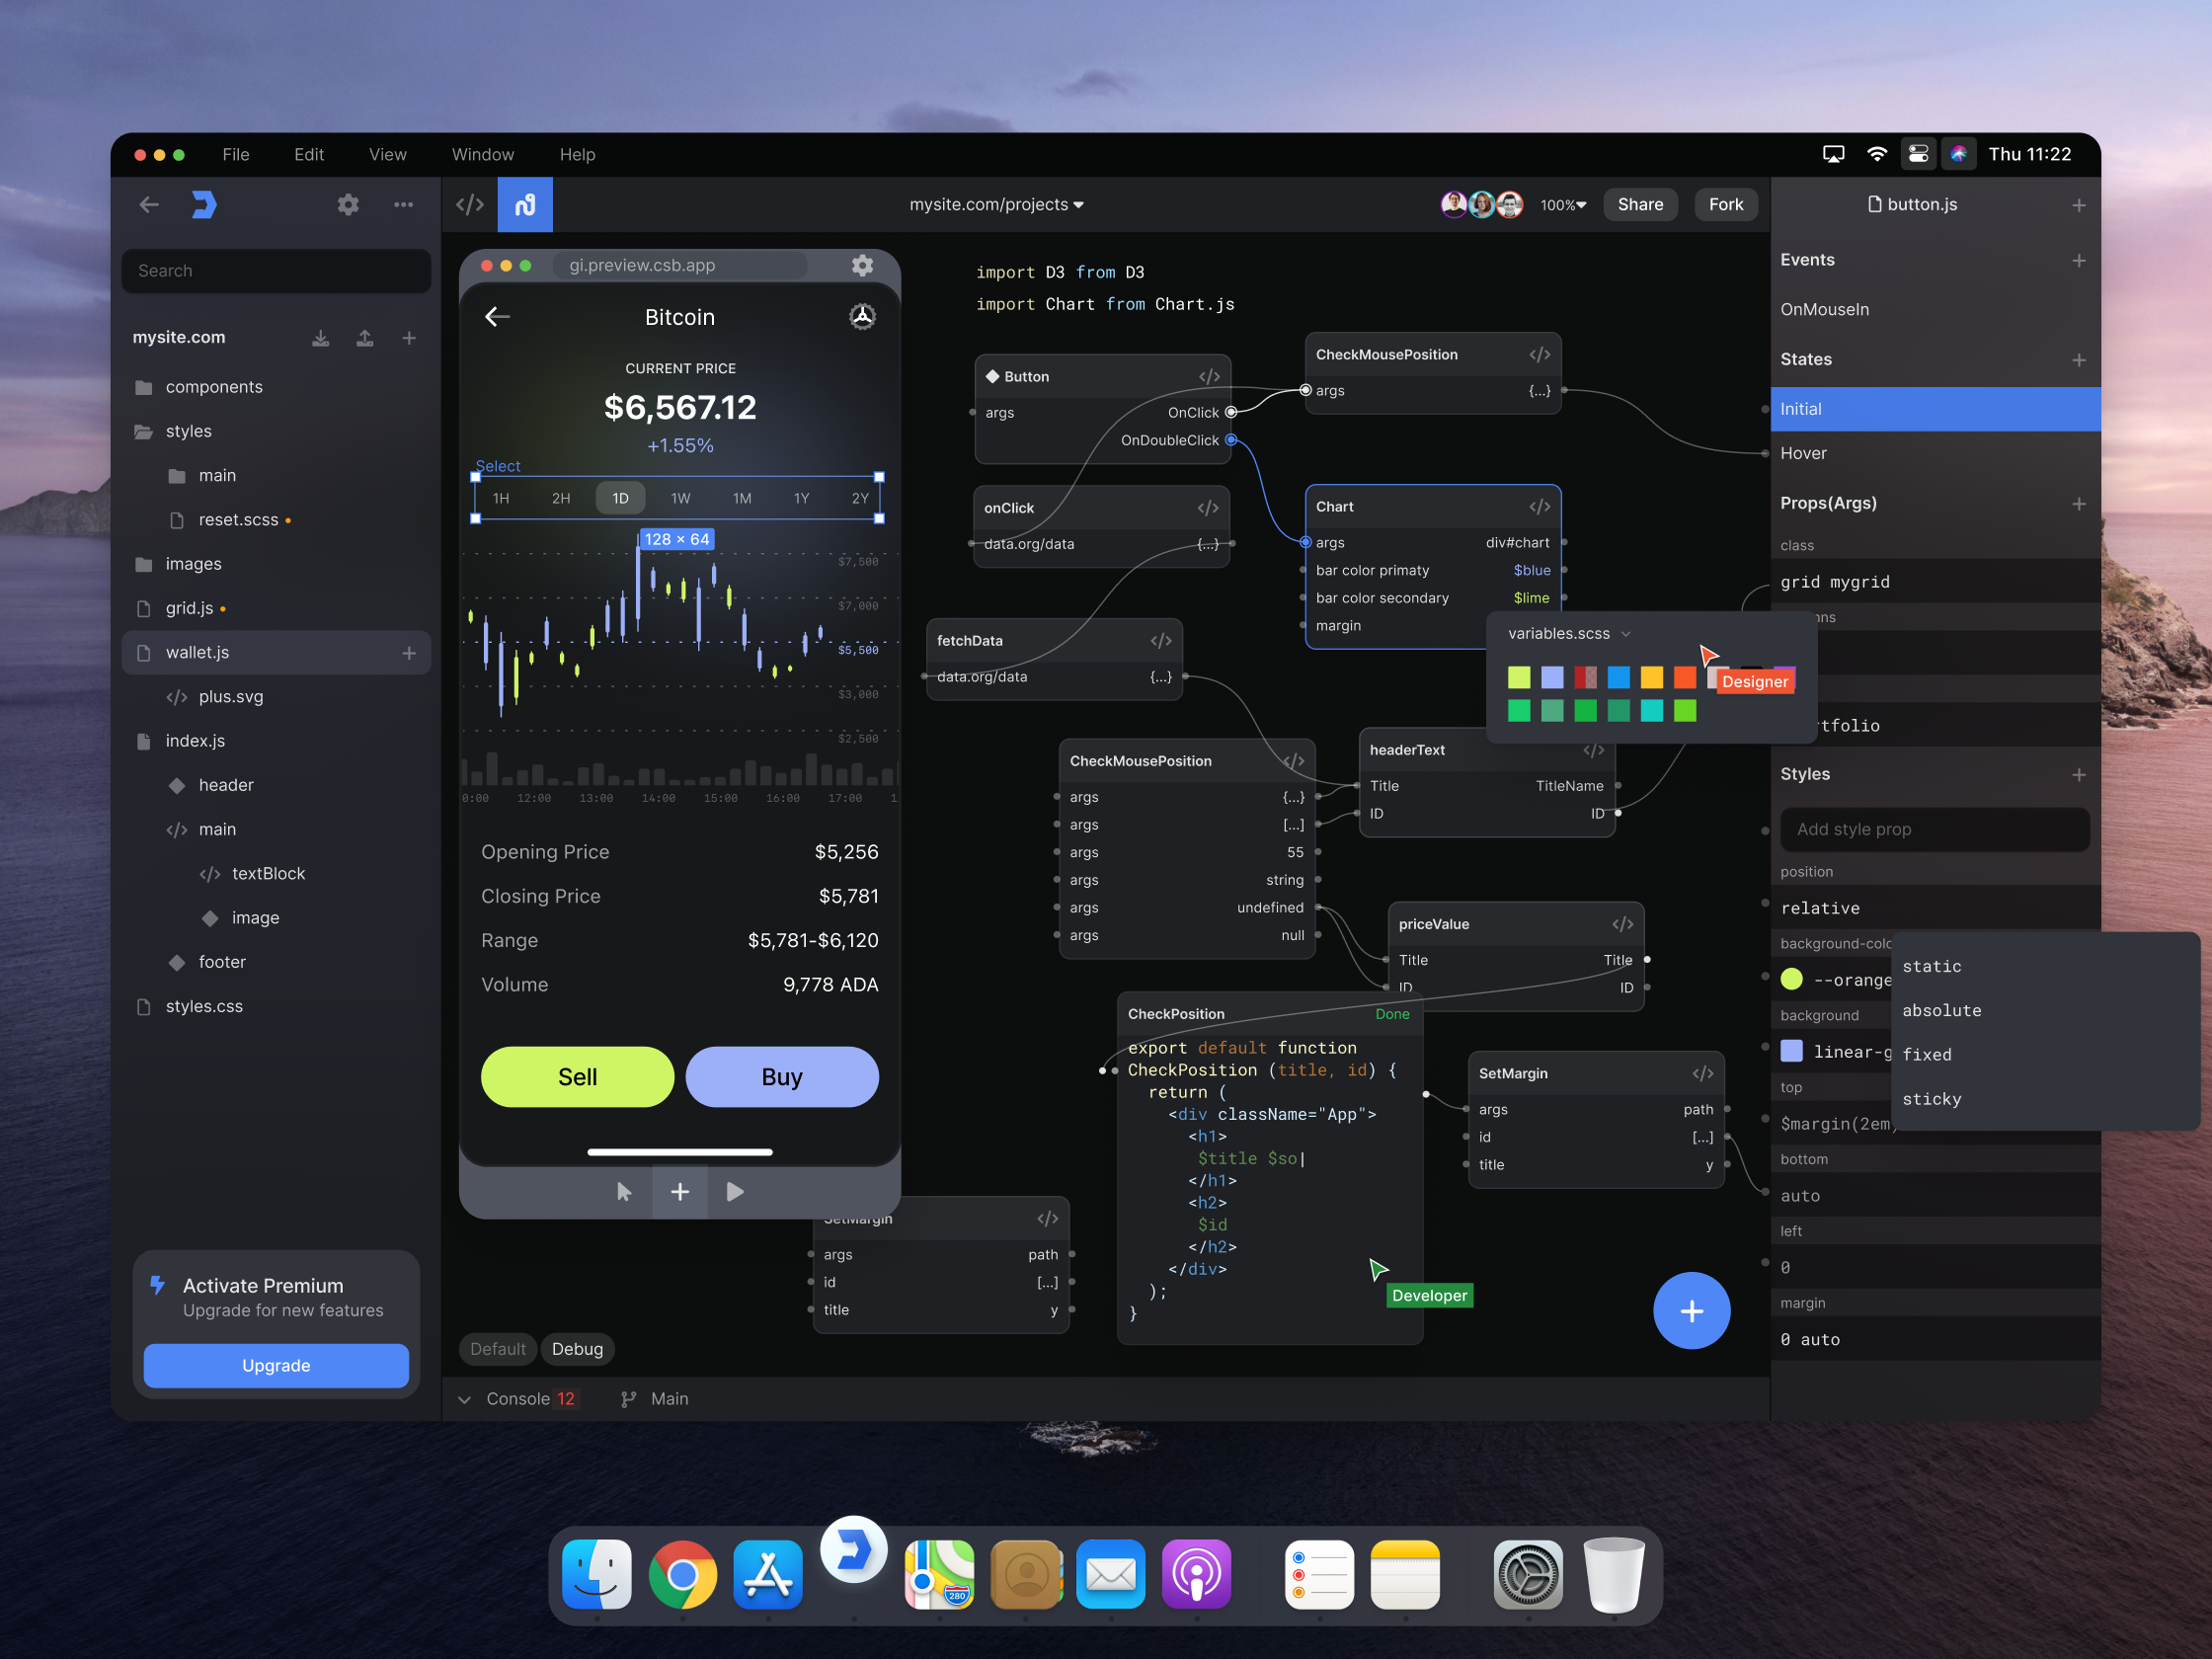 File Edit View Window Help
Thu 11:22
mysite.com/projects
100%
Share
Fork
button.js
Search
mysite.com
components
styles
main
reset.scss
images
grid.js
wallet.js
plus.svg
index.js
header
main
textBlock
image
footer
styles.css
Activate Premium
Upgrade for new features
Upgrade
gi.preview.csb.app
Bitcoin
CURRENT PRICE
$6,567.12
+1.55%
Select
1H 2H 1D 1W 1M 1Y 2Y
128 × 64
$7,500
$7,000
$5,500
$3,000
$2,500
0:00 12:00 13:00 14:00 15:00 16:00 17:00 1
Opening Price $5,256
Closing Price $5,781
Range $5,781-$6,120
Volume 9,778 ADA
Sell
Buy
Default
Debug
Console 12
Main
import D3 from D3
import Chart from Chart.js
Button
args OnClick
OnDoubleClick
CheckMousePosition
args {...}
onClick
data.org/data {...}
Chart
args div#chart
bar color primaty $blue
bar color secondary $lime
margin
fetchData
data.org/data {...}
variables.scss
Designer
CheckMousePosition
args {...}
args [...]
args 55
args string
args undefined
args null
headerText
Title TitleName
ID ID
priceValue
Title Title
ID ID
CheckPosition Done
export default function
CheckPosition (title, id) {
return (
<div className="App">
<h1>
$title $so|
</h1>
<h2>
$id
</h2>
</div>
);
}
Developer
SetMargin
args path
id [...]
title y
SetMargin
args path
id [...]
title y
Events
OnMouseIn
States
Initial
Hover
Props(Args)
class
grid mygrid
nns
rtfolio
Styles
Add style prop
position
relative
background-colo
--orange
background
linear-g
top
$margin(2em)
bottom
auto
left
0
margin
0 auto
static
absolute
fixed
sticky
280